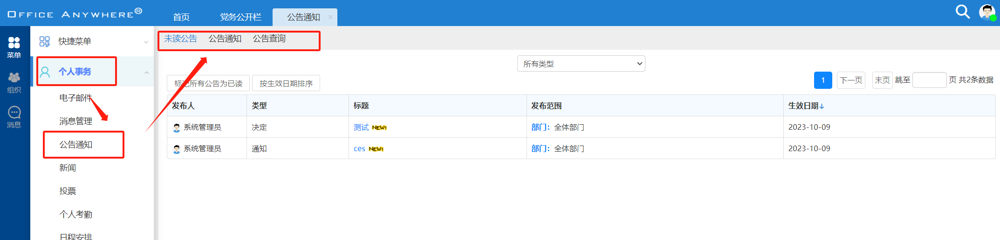 OFFICE ANYWHERE®
首页 党务公开栏 公告通知 ×
菜单
组织
消息
快捷菜单
个人事务
电子邮件
消息管理
公告通知
新闻
投票
个人考勤
日程安排
未读公告 公告通知 公告查询
所有类型
标记所有公告为已读 按生效日期排序
1 下一页 末页 跳至 页 共2条数据
发布人 类型 标题 发布范围 生效日期↓
系统管理员 决定 测试 NEW! 部门：全体部门 2023-10-09
系统管理员 通知 ces NEW! 部门：全体部门 2023-10-09